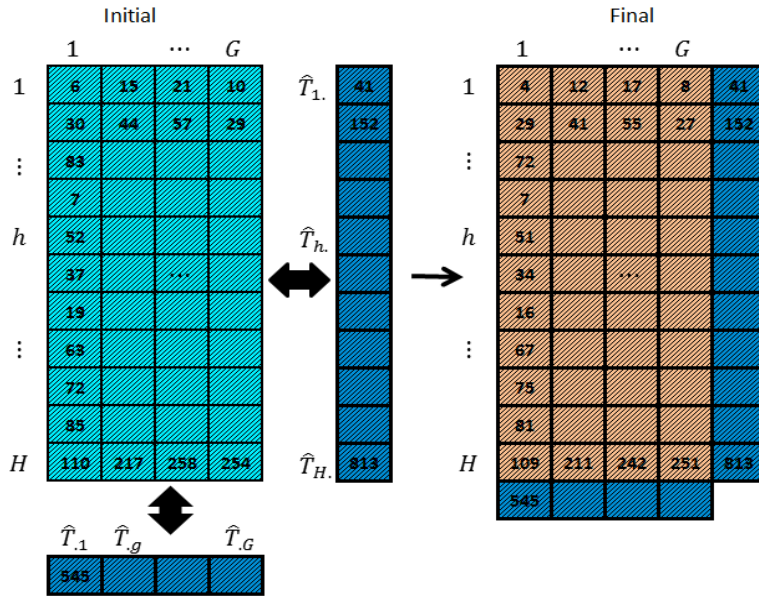 Initial Final
1 ⋯ G 1 ⋯ G
1 6 15 21 10 T̂1. 41 1 4 12 17 8 41
30 44 57 29 152 29 41 55 27 152
⋮ 83 ⋮ 72
7 7
h 52 T̂h. h 51
37 ⋯ 34 ⋯
19 16
⋮ 63 ⋮ 67
72 75
85 81
H 110 217 258 254 T̂H. 813 H 109 211 242 251 813
545
T̂.1 T̂.g T̂.G
545